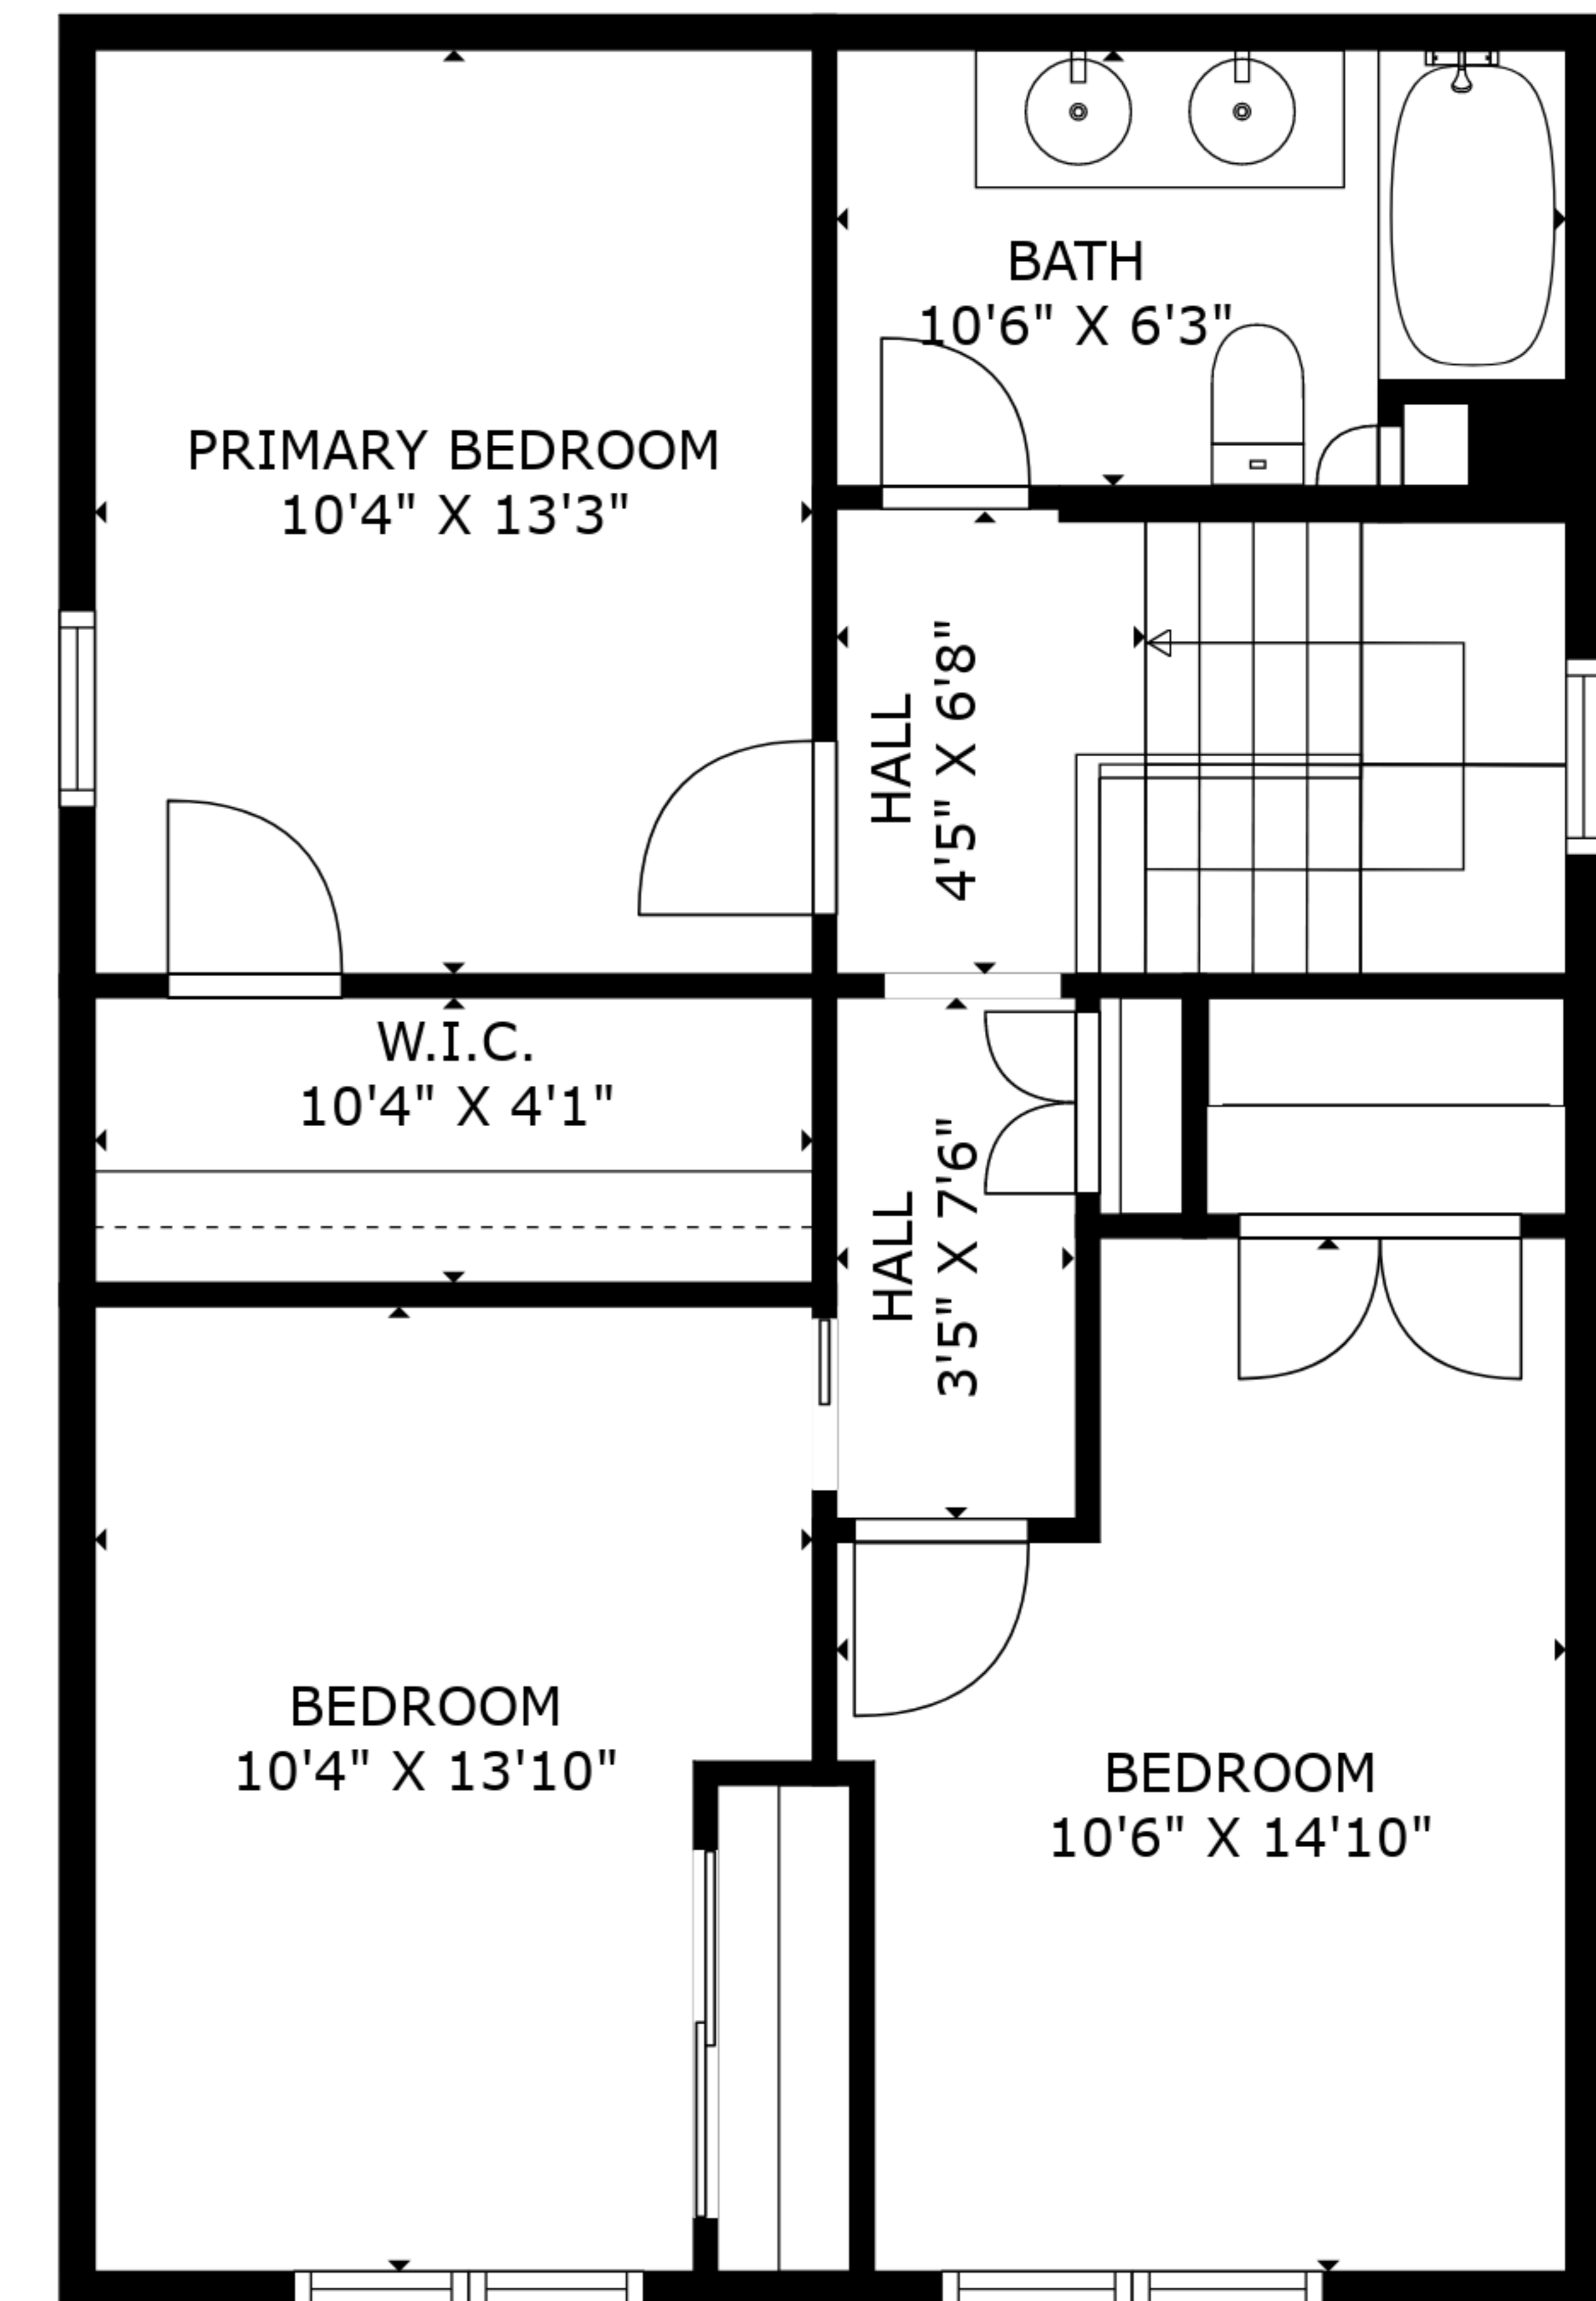 BATH
10'6" X 6'3"
PRIMARY BEDROOM
10'4" X 13'3"
HALL
4'5" X 6'8"
W.I.C.
10'4" X 4'1"
HALL
3'5" X 7'6"
BEDROOM
10'4" X 13'10"
BEDROOM
10'6" X 14'10"